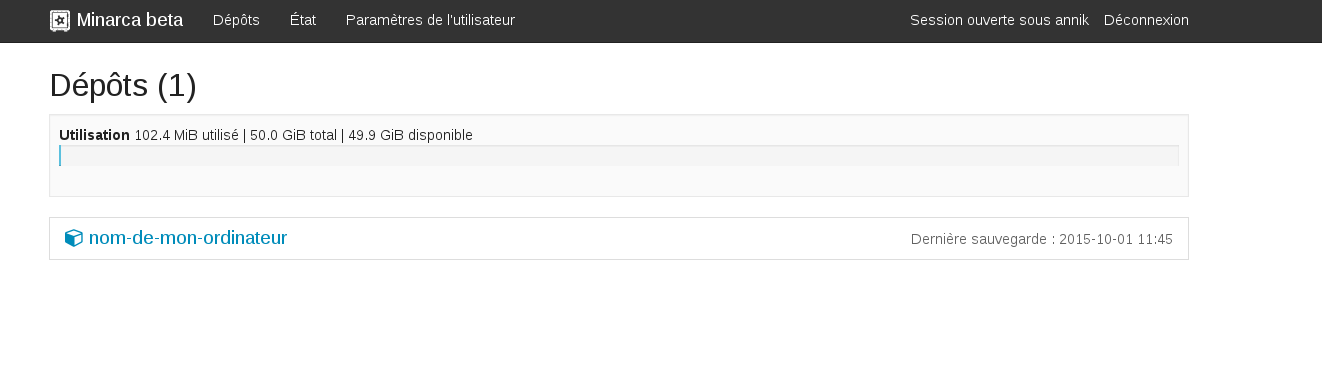 Minarca beta Dépôts État Paramètres de l'utilisateur Session ouverte sous annik Déconnexion
Dépôts (1)
Utilisation 102.4 MiB utilisé | 50.0 GiB total | 49.9 GiB disponible
nom-de-mon-ordinateur Dernière sauvegarde : 2015-10-01 11:45